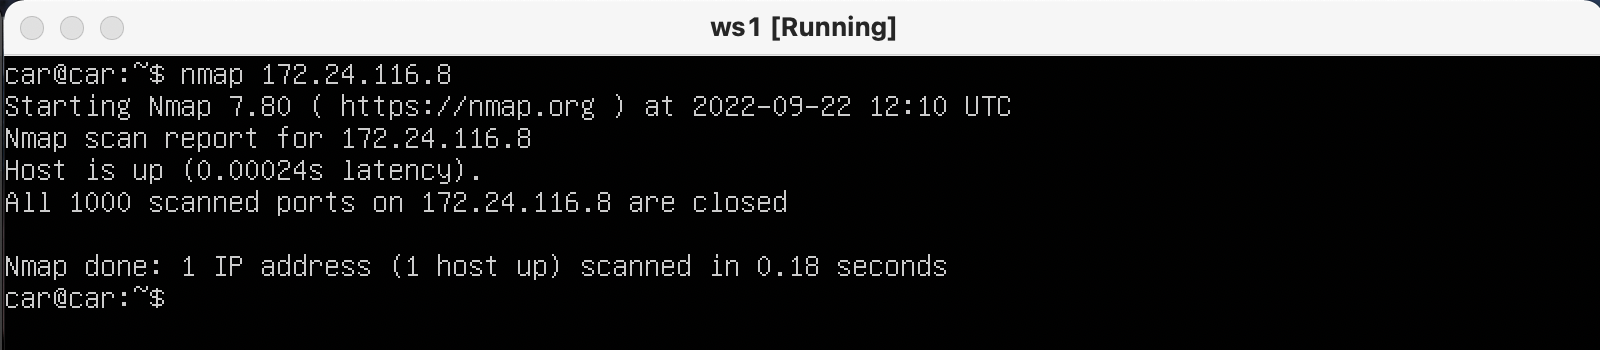 ws1 [Running]
car@car:~$ nmap 172.24.116.8
Starting Nmap 7.80 ( https://nmap.org ) at 2022-09-22 12:10 UTC
Nmap scan report for 172.24.116.8
Host is up (0.00024s latency).
All 1000 scanned ports on 172.24.116.8 are closed
Nmap done: 1 IP address (1 host up) scanned in 0.18 seconds
car@car:~$